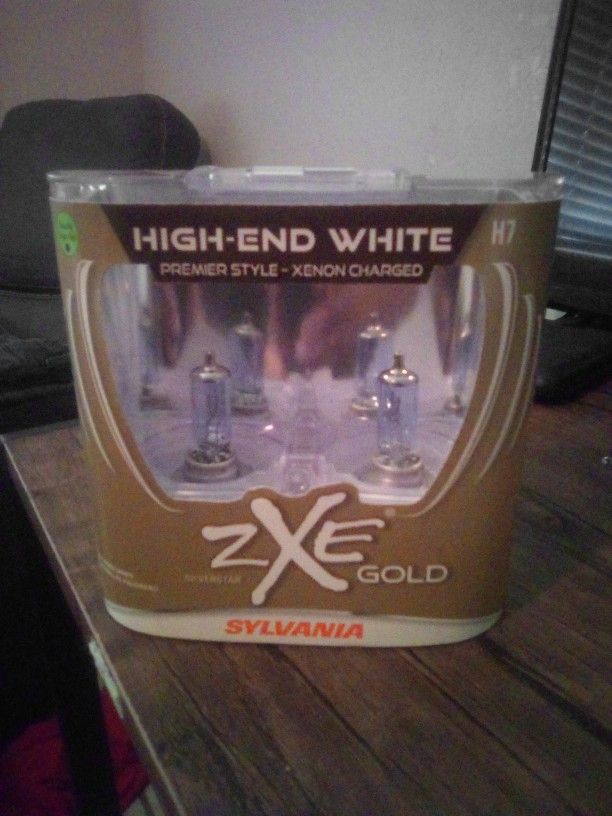 HIGH-END WHITE
H7
PREMIER STYLE - XENON CHARGED
zXE®
SILVERSTAR
GOLD
SYLVANIA